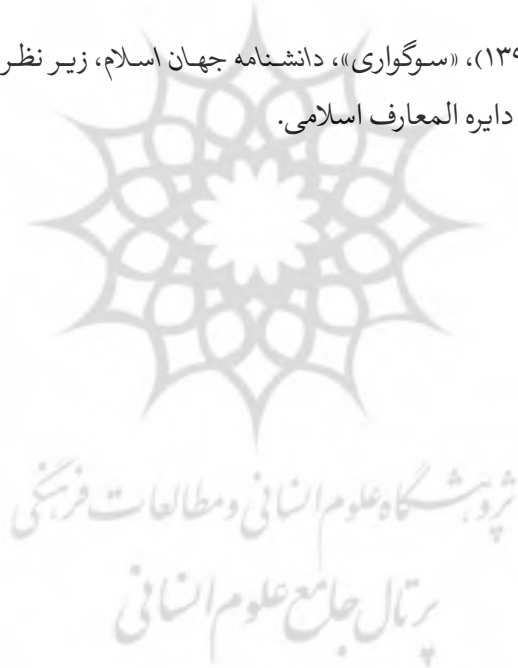 ۱۳۹)، «سوگواری»، دانشنامه جهان اسلام، زیر نظر
دایره المعارف اسلامی.
پژوهشگاه علوم انسانی و مطالعات فرهنگی
پرتال جامع علوم انسانی